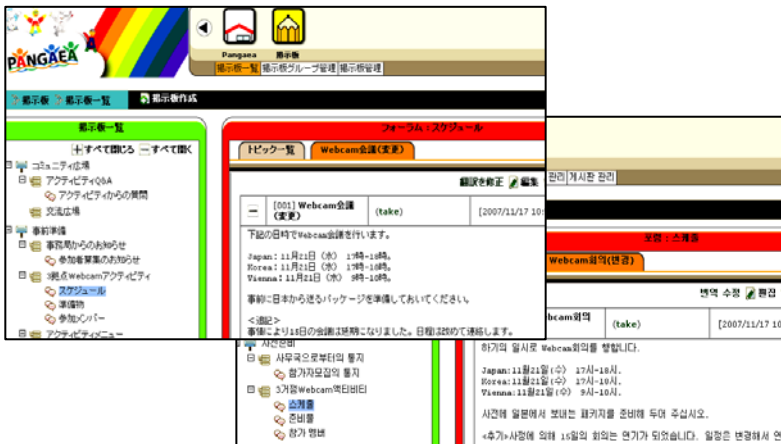 PANGAEA
Pangaea 掲示板
掲示板一覧 掲示板グループ管理 掲示板管理
掲示板 掲示板一覧 掲示板作成
掲示板一覧
すべて閉じる すべて開く
コミュニティ広場
アクティビティQ&A
アクティビティからの質問
交流広場
事前準備
事務局からのお知らせ
参加者募集のお知らせ
3拠点Webcamアクティビティ
スケジュール
準備物
参加メンバー
アクティビティメニュー
フォーラム:スケジュール
トピック一覧 Webcam会議(変更)
翻訳を修正 編集
[001] Webcam会議(変更) (take) [2007/11/17 10:
下記の日時でWebcam会議を行います。
Japan:11月21日(水) 17時-18時。
Korea:11月21日(水) 17時-18時。
Vienna:11月21日(水) 9時-10時。
事前に日本から送るパッケージを準備しておいてください。
<追記>
事情により15日の会議は延期になりました。日程は改めて連絡します。
관리 게시판 관리
포럼:스케줄
Webcam회의(변경)
번역 수정 편집
bcam회의 (take) [2007/11/17 10
하기의 일시로 Webcam회의를 행합니다.
Japan:11월21일(수) 17시-18시.
Korea:11월21일(수) 17시-18시.
Vienna:11월21일(수) 9시-10시.
사전에 일본에서 보내는 패키지를 준비해 두어 주십시오.
<추기>사정에 의해 15일의 회의는 연기가 되었습니다. 일정은 변경해서 연
사전준비
사무국으로부터의 통지
참가자모집의 통지
3거점Webcam액티비티
스케줄
준비물
참가 멤버